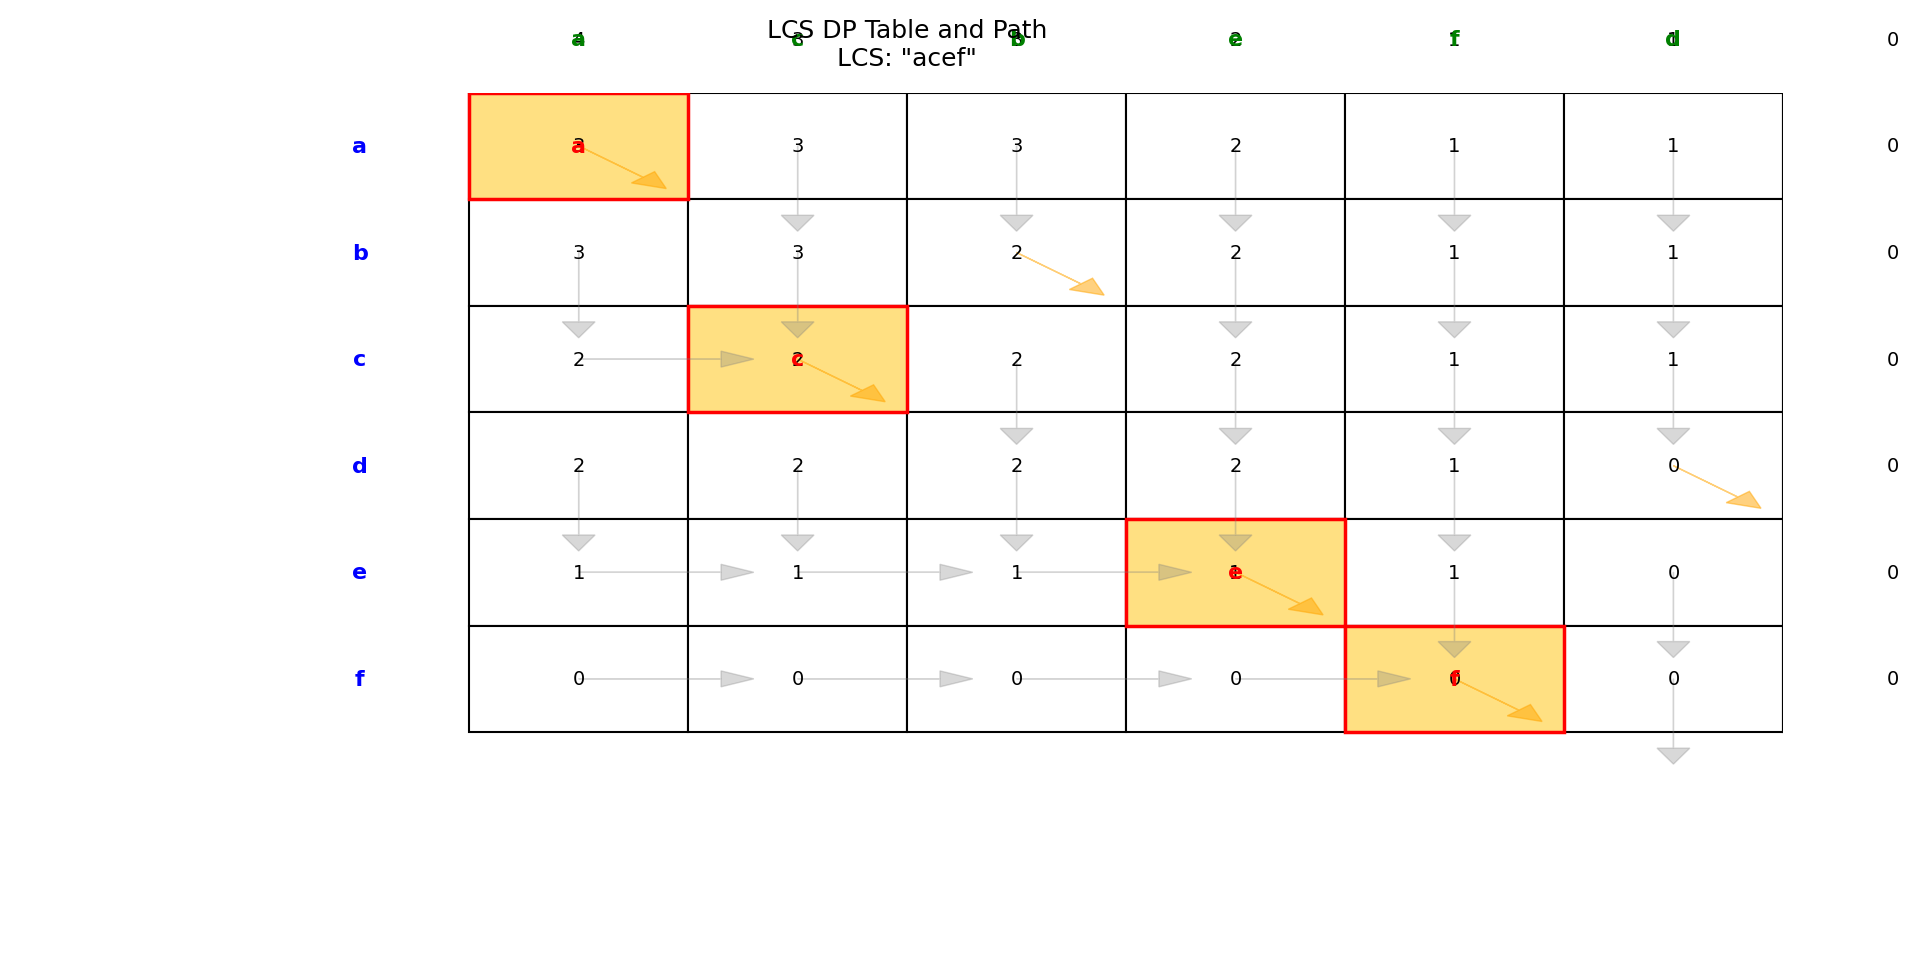 LCS DP Table and Path
LCS: "acef"
a c b e f d 0
a a 3 3 2 1 1 0
b 3 3 2 2 1 1 0
c 2 c 2 2 1 1 0
d 2 2 2 2 1 0 0
e 1 1 1 e 1 0 0
f 0 0 0 0 f 0 0